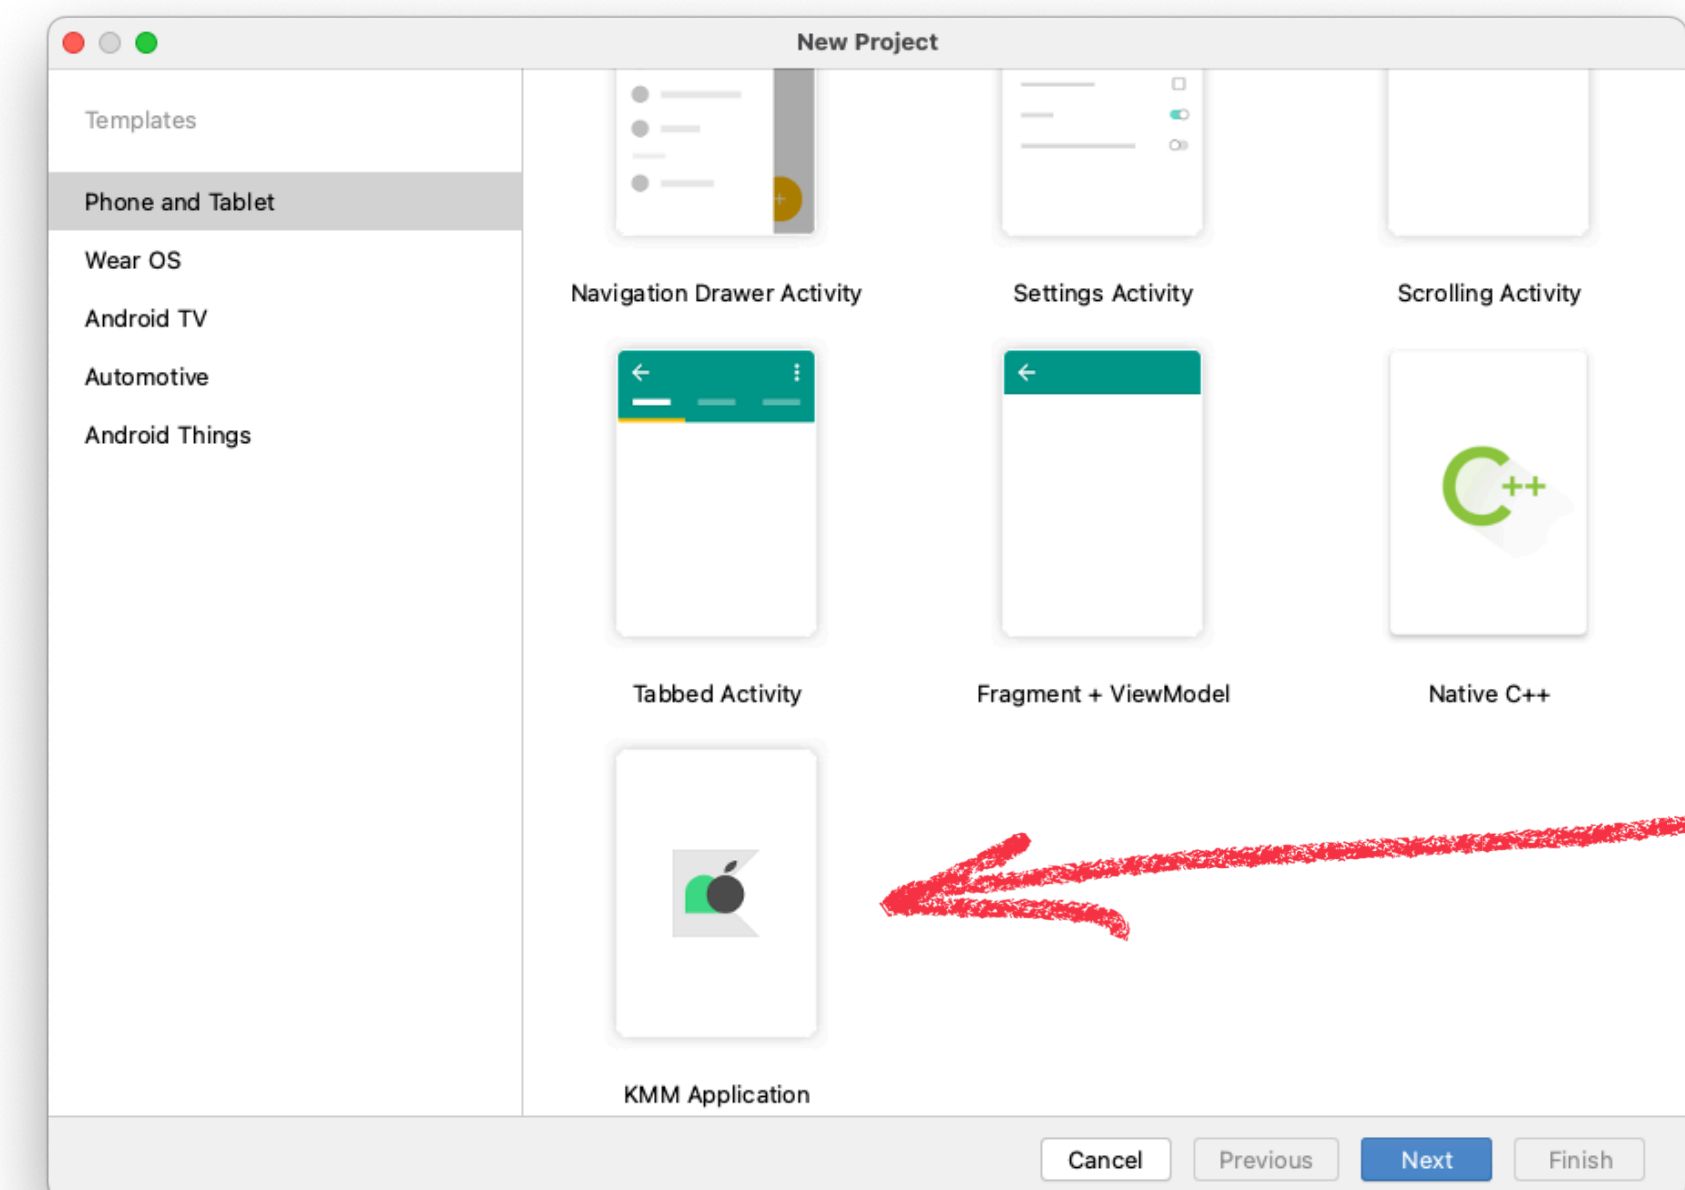 New Project
Templates
Phone and Tablet
Wear OS
Android TV
Automotive
Android Things
Navigation Drawer Activity
Settings Activity
Scrolling Activity
C++
Tabbed Activity
Fragment + ViewModel
Native C++
KMM Application
Cancel
Previous
Next
Finish